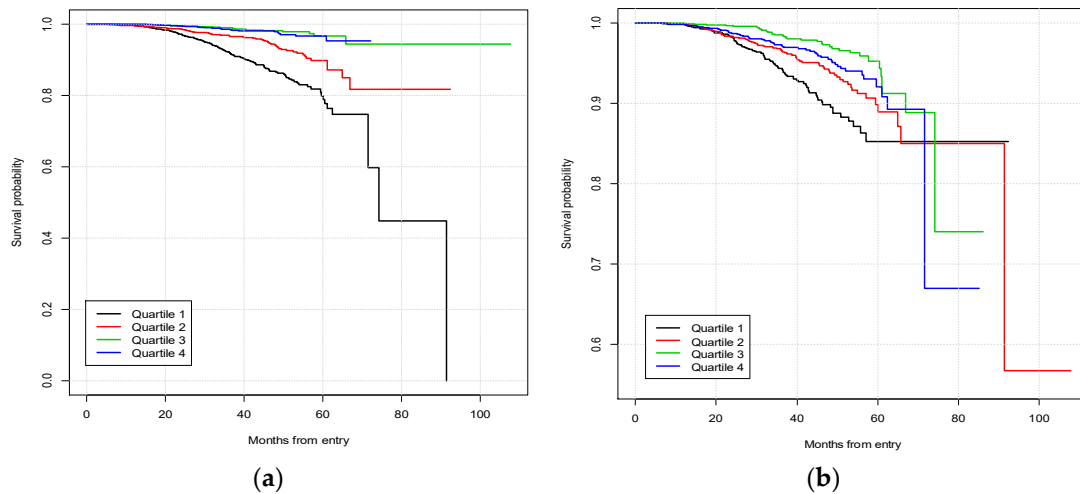 1.0
0.8
0.6
0.4
0.2
0.0
Survival probability
Quartile 1
Quartile 2
Quartile 3
Quartile 4
0 20 40 60 80 100
Months from entry
(a)
1.0
0.9
0.8
0.7
0.6
Survival probability
Quartile 1
Quartile 2
Quartile 3
Quartile 4
0 20 40 60 80 100
Months from entry
(b)